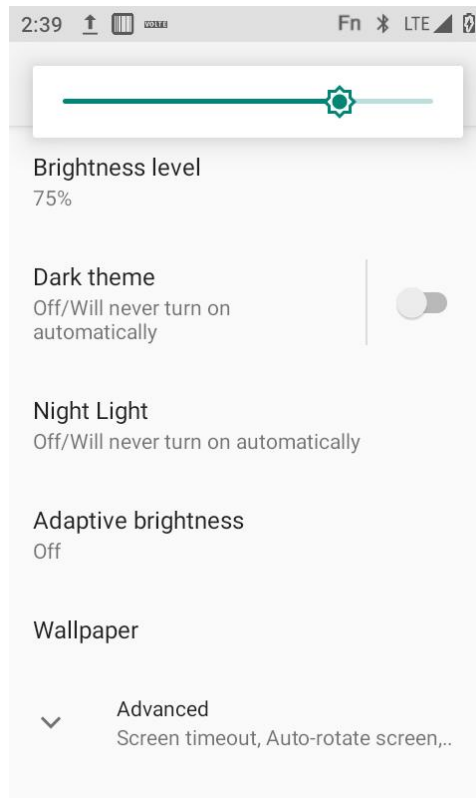 2:39 VOLTE Fn LTE
Brightness level
75%
Dark theme
Off/Will never turn on
automatically
Night Light
Off/Will never turn on automatically
Adaptive brightness
Off
Wallpaper
Advanced
Screen timeout, Auto-rotate screen,..